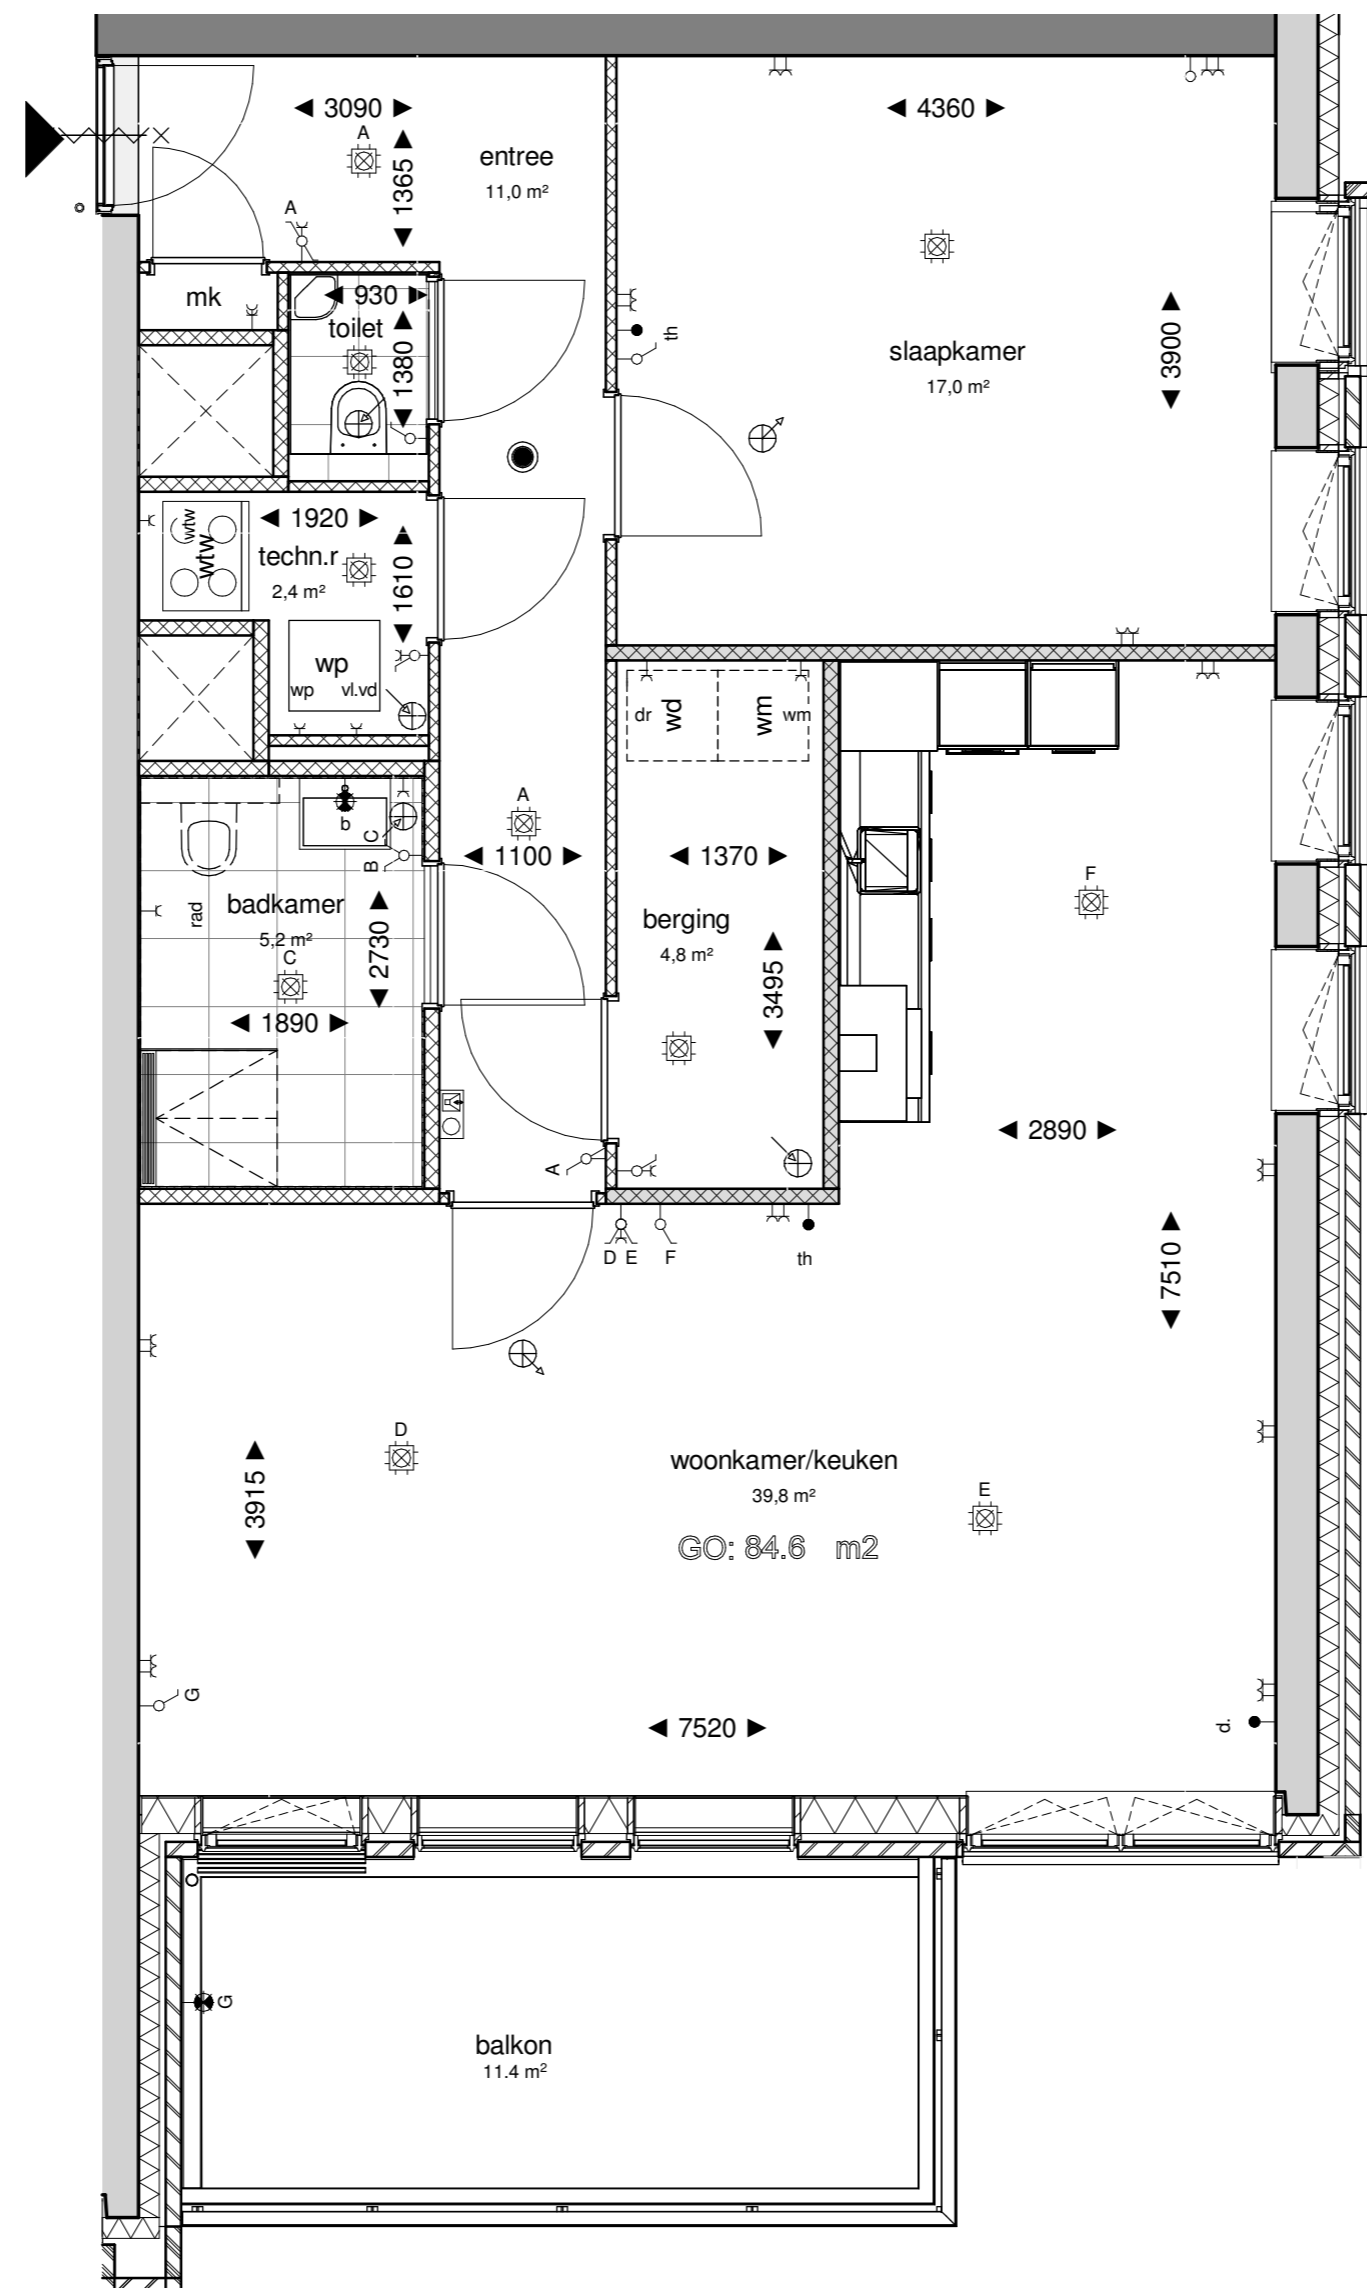 3090
4360
A
1365
entree
11,0 m²
A
mk
930
toilet
1380
th
slaapkamer
17,0 m²
3900
wtw
wtw
1920
techn.r
2,4 m²
1610
wp
wp
vl.vd
dr
wd
wm
wm
b
C
B
A
1100
1370
F
rad
badkamer
5,2 m²
C
2730
1890
berging
4,8 m²
3495
2890
A
D E
F
th
7510
D
3915
woonkamer/keuken
39,8 m²
E
GO: 84.6 m2
G
7520
d.
G
balkon
11.4 m²